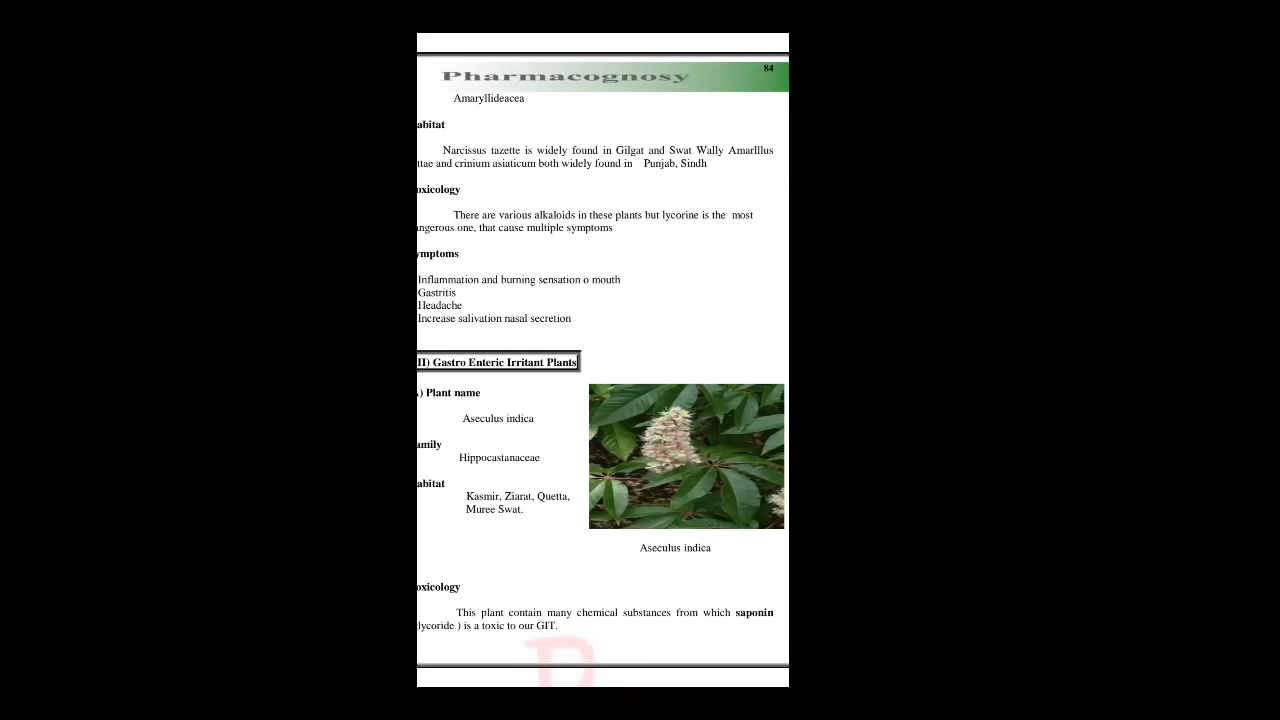 Pharmacognosy
84
Amaryllideacea
abitat
Narcissus tazette is widely found in Gilgat and Swat Wally Amarlllus
ttae and crinium asiaticum both widely found in Punjab, Sindh
oxicology
There are various alkaloids in these plants but lycorine is the most
angerous one, that cause multiple symptoms
ymptoms
Inflammation and burning sensation o mouth
Gastritis
Headache
Increase salivation nasal secretion
II) Gastro Enteric Irritant Plants
) Plant name
Aseculus indica
amily
Hippocastanaceae
abitat
Kasmir, Ziarat, Quetta,
Muree Swat.
Aseculus indica
oxicology
This plant contain many chemical substances from which saponin
lycoride ) is a toxic to our GIT.